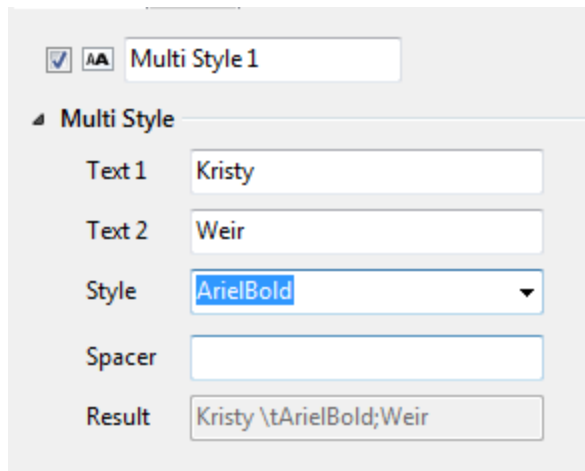 AA Multi Style 1
Multi Style
Text 1 Kristy
Text 2 Weir
Style ArielBold
Spacer
Result Kristy \tArielBold;Weir